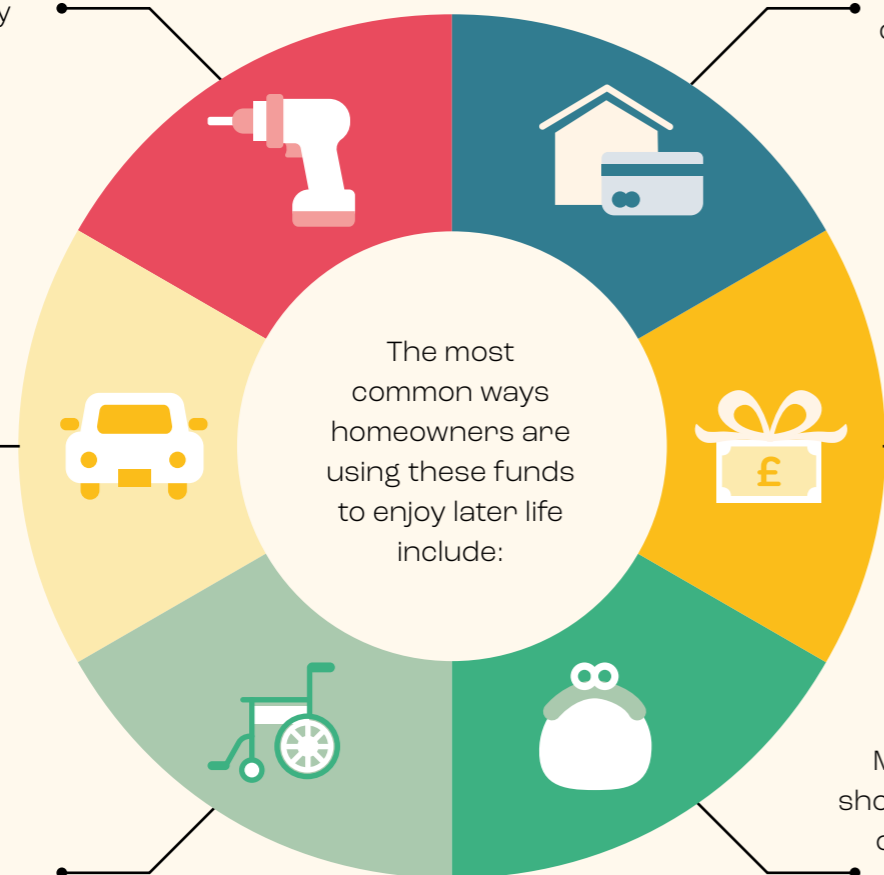 The most
common ways
homeowners are
using these funds
to enjoy later life
include:
£